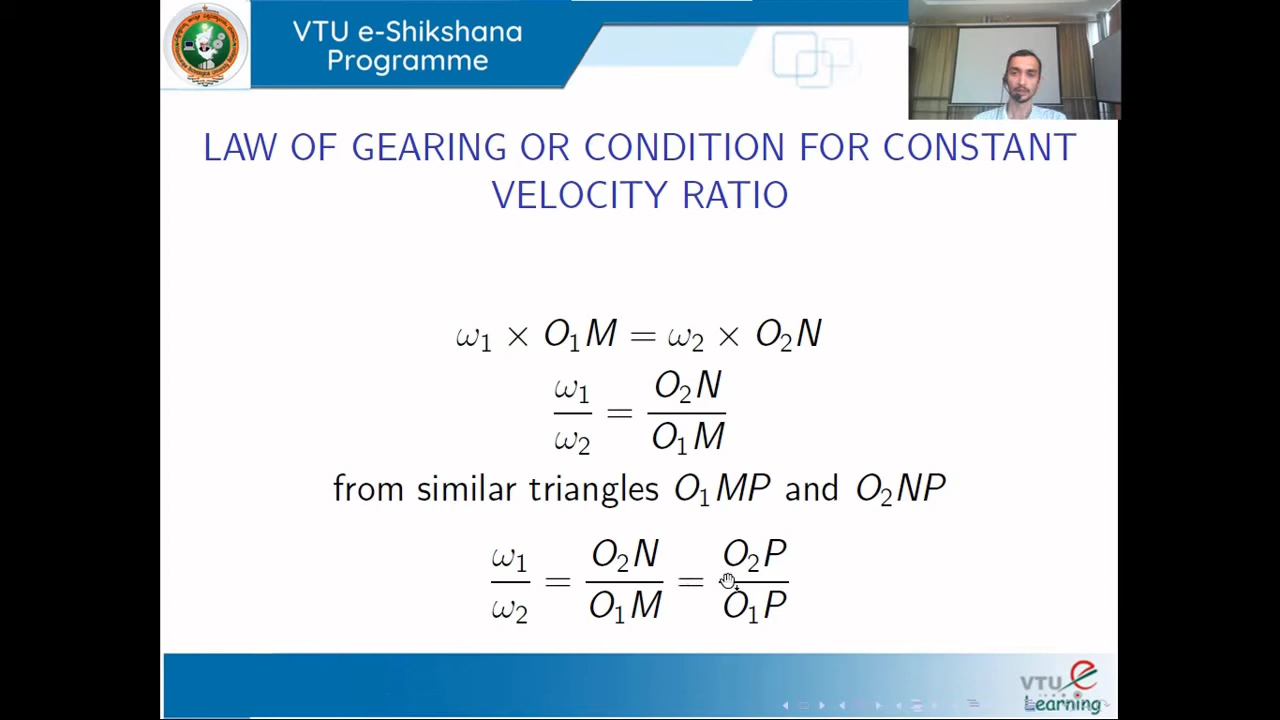 VTU e-Shikshana
Programme
LAW OF GEARING OR CONDITION FOR CONSTANT
VELOCITY RATIO
ω₁ × O₁M = ω₂ × O₂N
ω₁/ω₂ = O₂N/O₁M
from similar triangles O₁MP and O₂NP
ω₁/ω₂ = O₂N/O₁M = O₂P/O₁P
VTU e
Learning